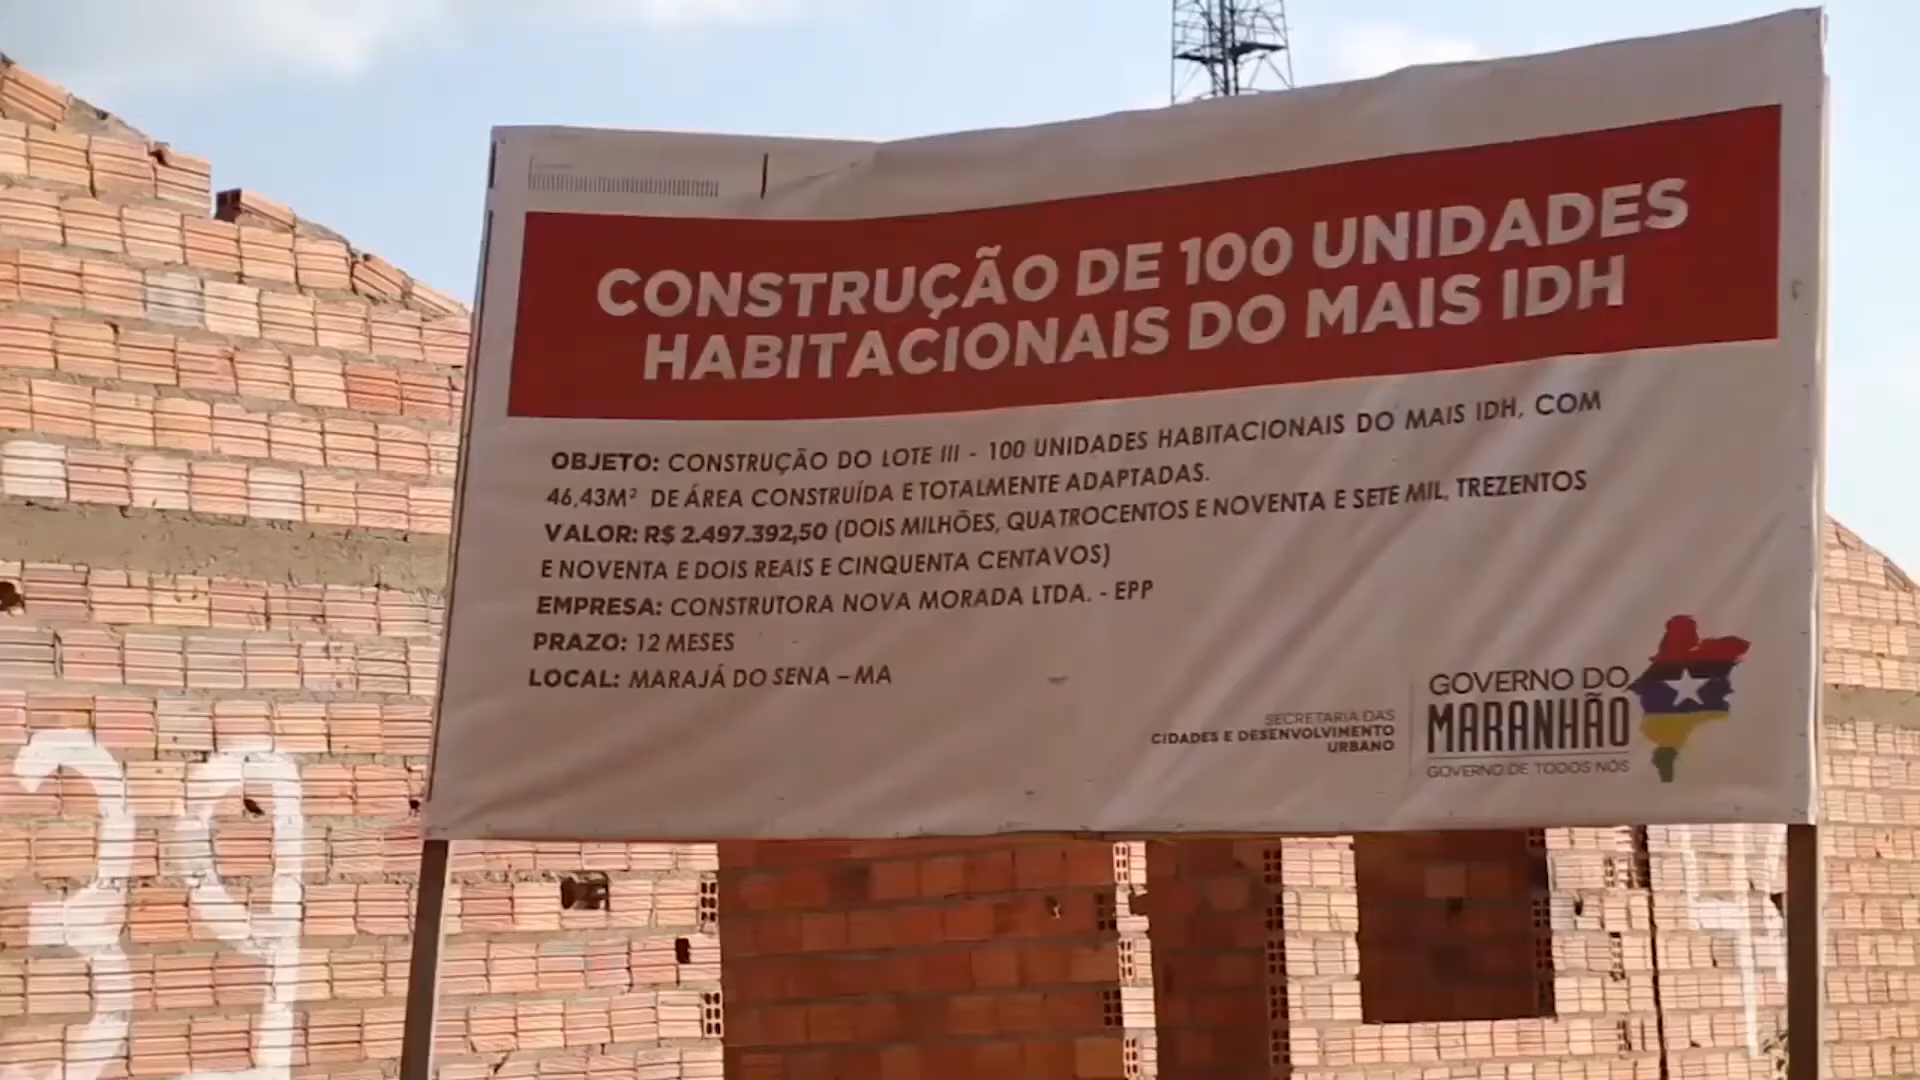 CONSTRUÇÃO DE 100 UNIDADES
HABITACIONAIS DO MAIS IDH
OBJETO: CONSTRUÇÃO DO LOTE III - 100 UNIDADES HABITACIONAIS DO MAIS IDH, COM
46,43M² DE ÁREA CONSTRUÍDA E TOTALMENTE ADAPTADAS.
VALOR: R$ 2.497.392,50 (DOIS MILHÕES, QUATROCENTOS E NOVENTA E SETE MIL, TREZENTOS
E NOVENTA E DOIS REAIS E CINQUENTA CENTAVOS)
EMPRESA: CONSTRUTORA NOVA MORADA LTDA. - EPP
PRAZO: 12 MESES
LOCAL: MARAJÁ DO SENA – MA
SECRETARIA DAS
CIDADES E DESENVOLVIMENTO
URBANO
GOVERNO DO
MARANHÃO
GOVERNO DE TODOS NÓS
39